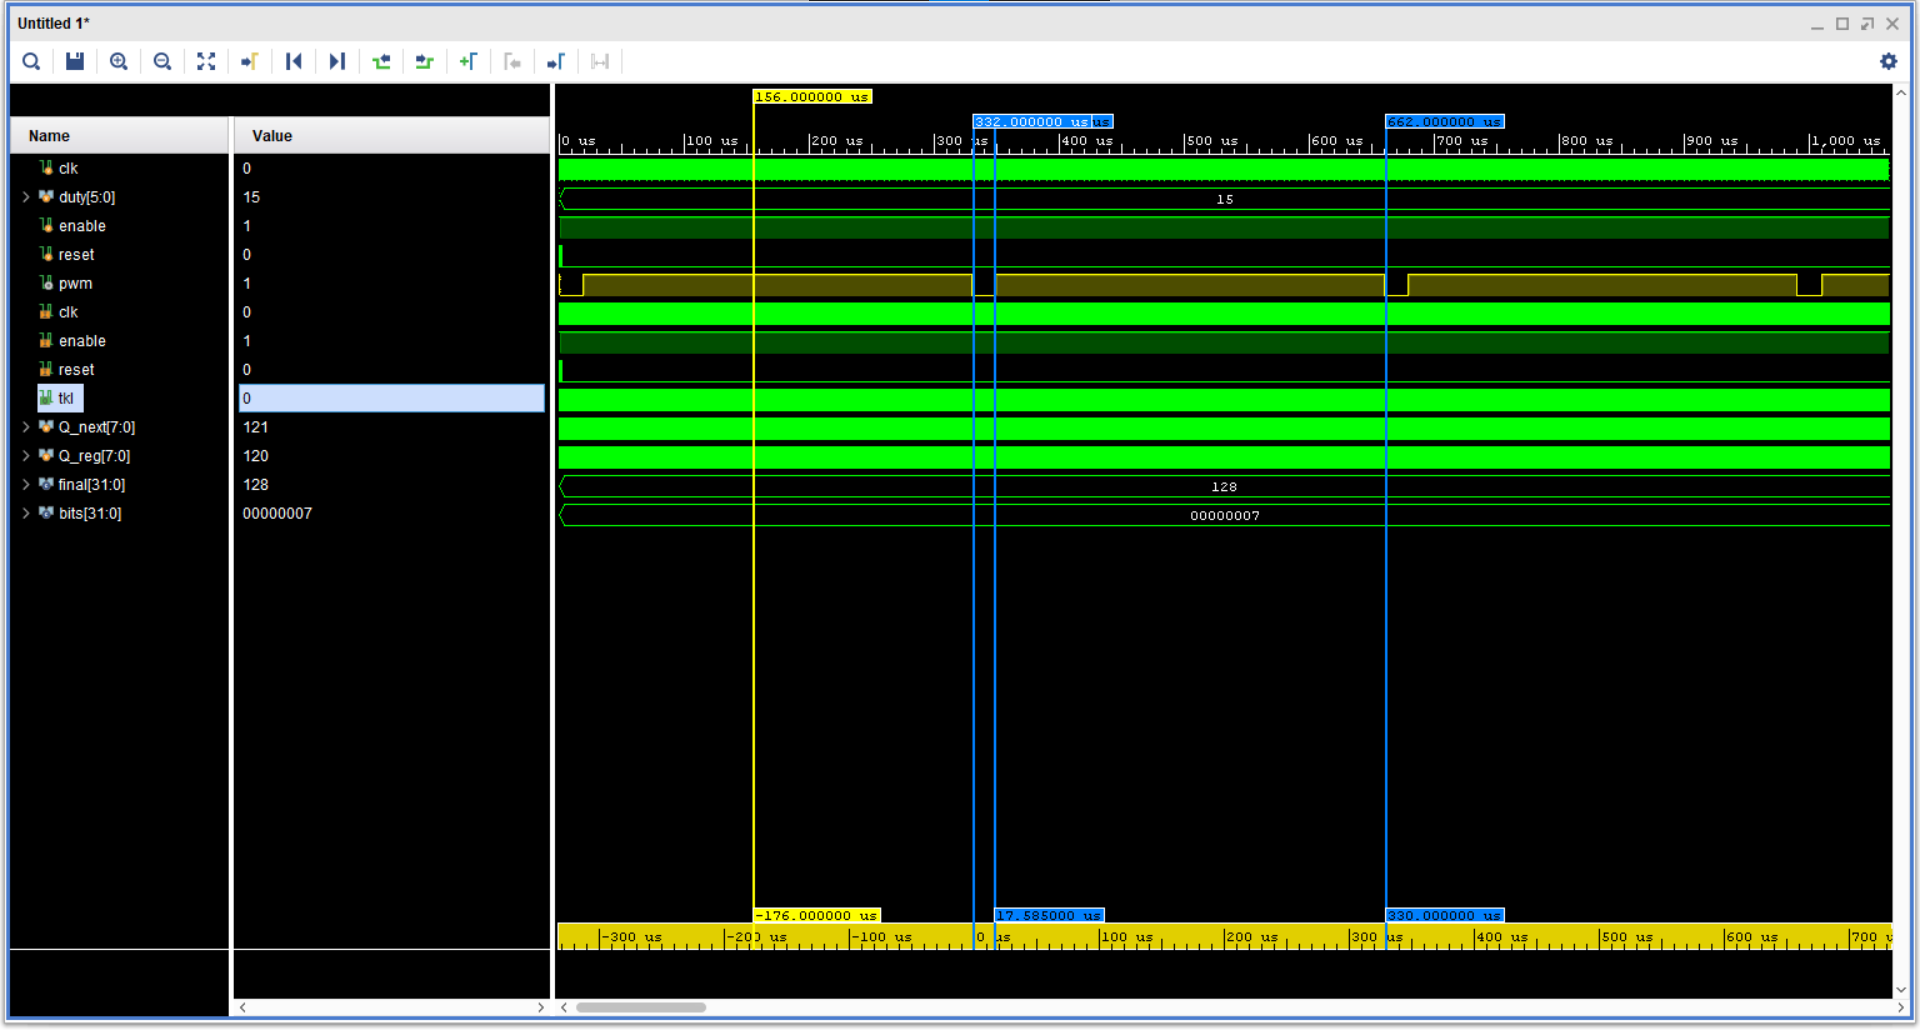 Untitled 1*
156.000000 us
332.000000 us us 662.000000 us
Name Value
0 us 100 us 200 us 300 us 400 us 500 us 600 us 700 us 800 us 900 us 1,000 us
clk 0
duty[5:0] 15 15
enable 1
reset 0
pwm 1
clk 0
enable 1
reset 0
tkl 0
Q_next[7:0] 121
Q_reg[7:0] 120
final[31:0] 128 128
bits[31:0] 00000007 00000007
-176.000000 us 17.585000 us 330.000000 us
-300 us -200 us -100 us 0 us 100 us 200 us 300 us 400 us 500 us 600 us 700 u